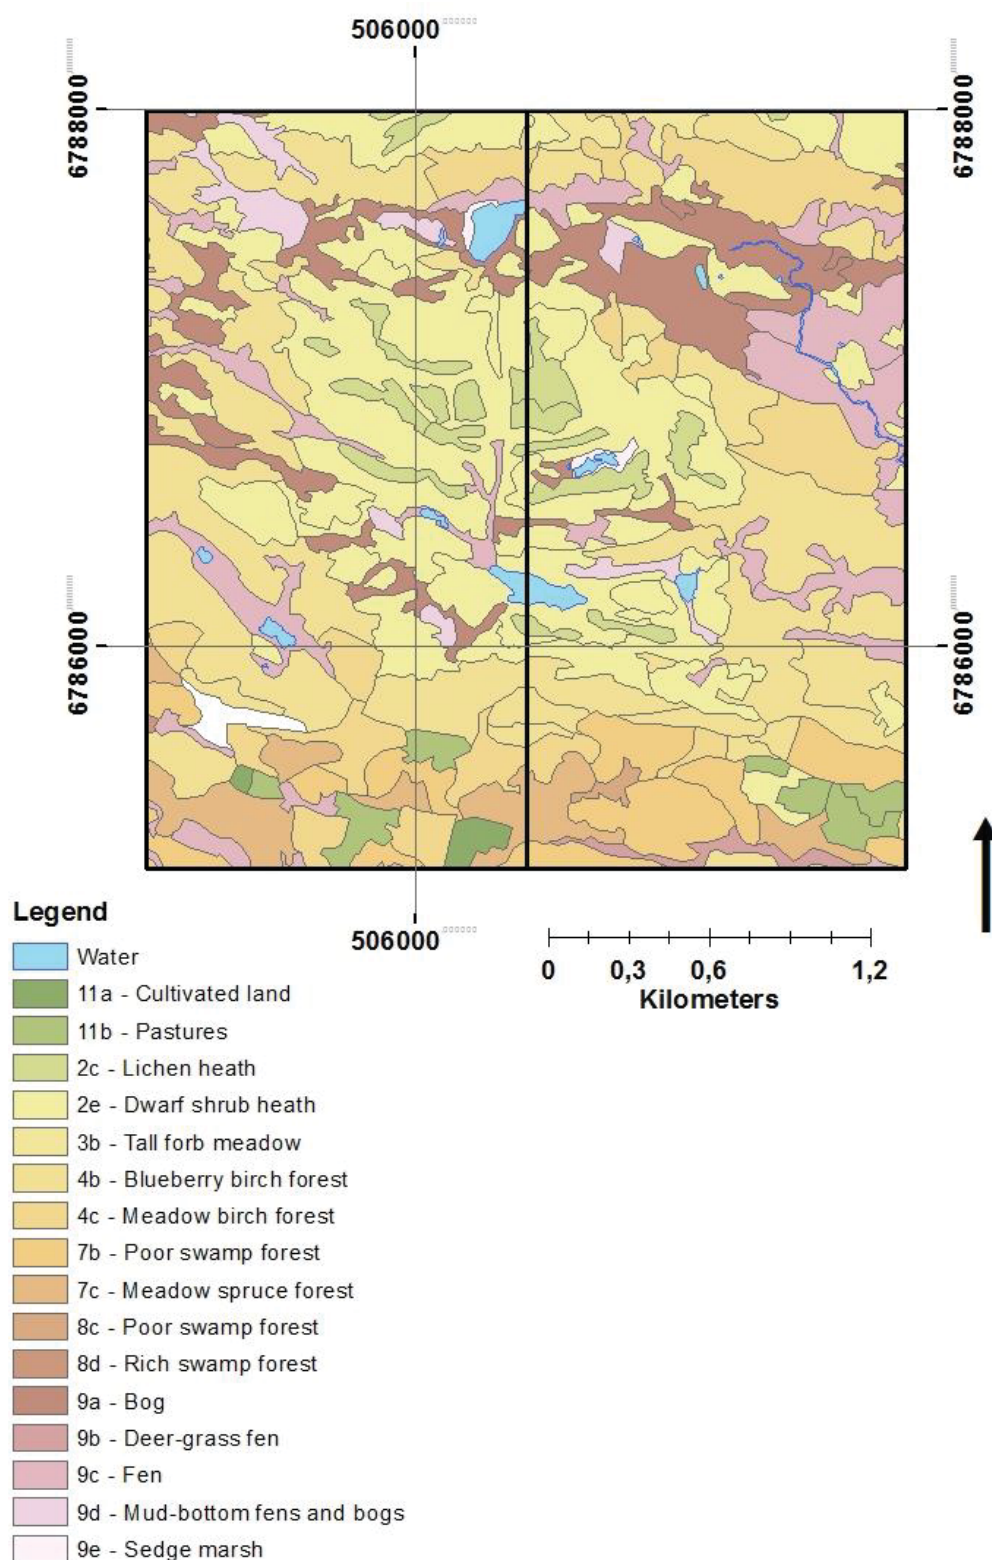 506000 000000
6788000
6788000
6786000
6786000
506000 000000
Legend
Water
11a - Cultivated land
11b - Pastures
2c - Lichen heath
2e - Dwarf shrub heath
3b - Tall forb meadow
4b - Blueberry birch forest
4c - Meadow birch forest
7b - Poor swamp forest
7c - Meadow spruce forest
8c - Poor swamp forest
8d - Rich swamp forest
9a - Bog
9b - Deer-grass fen
9c - Fen
9d - Mud-bottom fens and bogs
9e - Sedge marsh
0 0,3 0,6 1,2
Kilometers